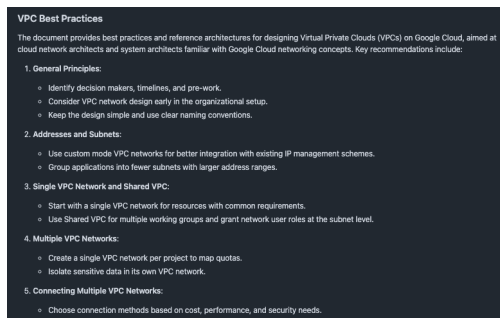 VPC Best Practices
The document provides best practices and reference architectures for designing Virtual Private Clouds (VPCs) on Google Cloud, aimed at
cloud network architects and system architects familiar with Google Cloud networking concepts. Key recommendations include:
1. General Principles:
◦ Identify decision makers, timelines, and pre-work.
◦ Consider VPC network design early in the organizational setup.
◦ Keep the design simple and use clear naming conventions.
2. Addresses and Subnets:
◦ Use custom mode VPC networks for better integration with existing IP management schemes.
◦ Group applications into fewer subnets with larger address ranges.
3. Single VPC Network and Shared VPC:
◦ Start with a single VPC network for resources with common requirements.
◦ Use Shared VPC for multiple working groups and grant network user roles at the subnet level.
4. Multiple VPC Networks:
◦ Create a single VPC network per project to map quotas.
◦ Isolate sensitive data in its own VPC network.
5. Connecting Multiple VPC Networks:
◦ Choose connection methods based on cost, performance, and security needs.